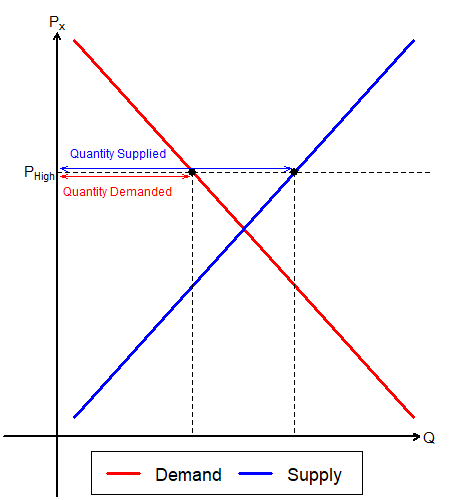 Px
Quantity Supplied
PHigh
Quantity Demanded
Q
Demand
Supply